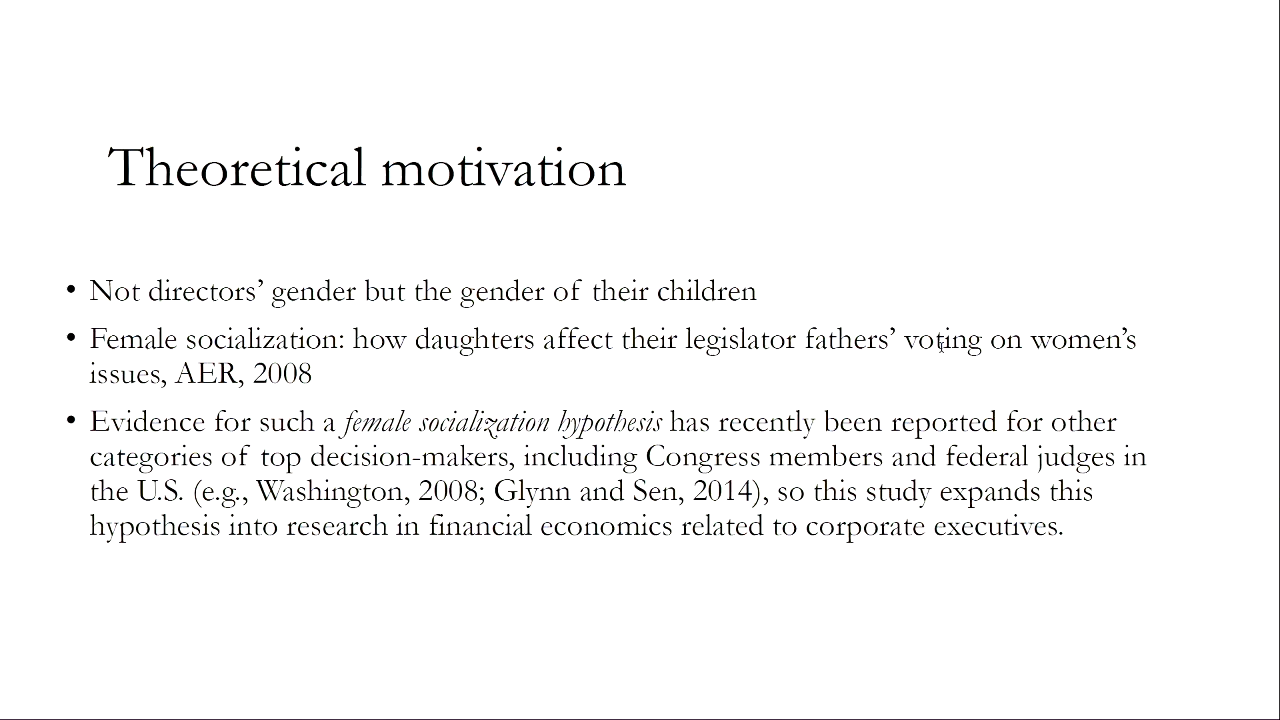 Theoretical motivation
• Not directors’ gender but the gender of their children
• Female socialization: how daughters affect their legislator fathers’ voting on women’s
issues, AER, 2008
• Evidence for such a female socialization hypothesis has recently been reported for other
categories of top decision-makers, including Congress members and federal judges in
the U.S. (e.g., Washington, 2008; Glynn and Sen, 2014), so this study expands this
hypothesis into research in financial economics related to corporate executives.